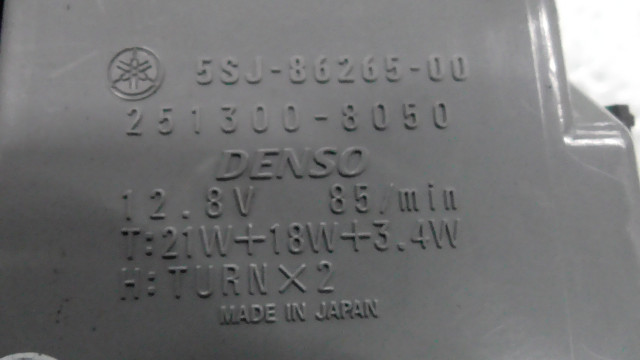 5SJ-86265-00
251300-8050
DENSO
12.8V 85/min
T:21W+18W+3.4W
H:TURN×2
MADE IN JAPAN